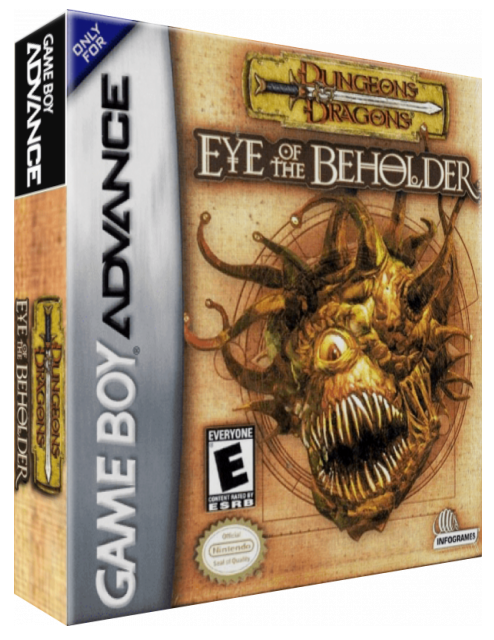 GAME BOY
ADVANCE
DUNGEONS
DRAGONS
EYE OF
THE BEHOLDER
ONLY
FOR
GAME BOY ADVANCE
DUNGEONS
DRAGONS
EYE OF THE BEHOLDER
EVERYONE
E
CONTENT RATED BY
ESRB
Official
Nintendo
Seal of Quality
INFOGRAMES